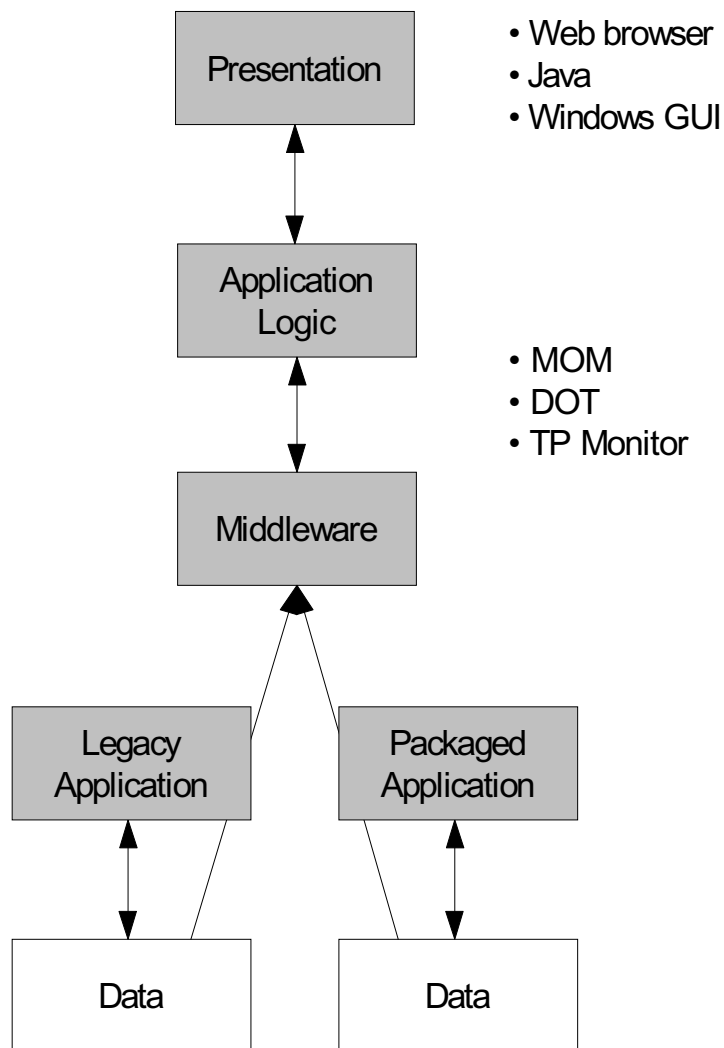 Presentation
• Web browser
• Java
• Windows GUI
Application
Logic
• MOM
• DOT
• TP Monitor
Middleware
Legacy
Application
Packaged
Application
Data
Data